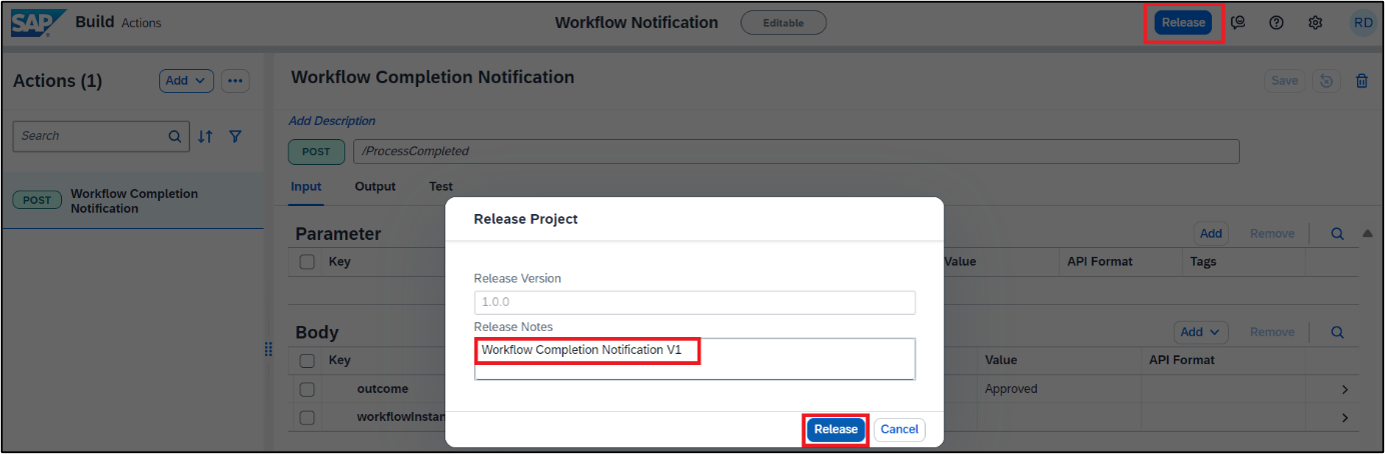 SAP Build Actions Workflow Notification Editable Release RD
Actions (1) Add ...
Search
POST Workflow Completion
Notification
Workflow Completion Notification Save
Add Description
POST /ProcessCompleted
Input Output Test
Parameter Add Remove
Key Value API Format Tags
Body Add Remove
Key Value API Format
outcome Approved
workflowInstan
Release Project
Release Version
1.0.0
Release Notes
Workflow Completion Notification V1
Release Cancel